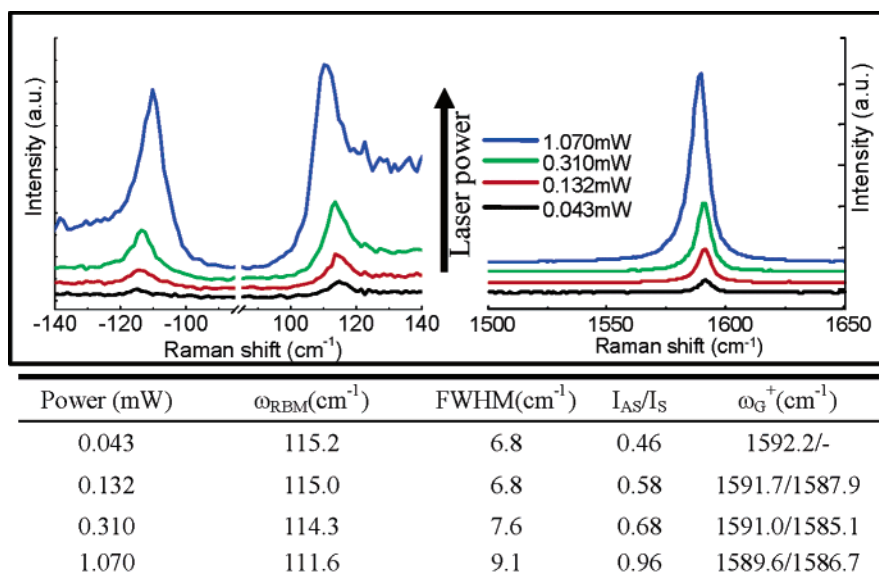 Intensity (a.u.)
-140 -120 -100 100 120 140
Raman shift (cm⁻¹)
Laser power
1.070mW
0.310mW
0.132mW
0.043mW
1500 1550 1600 1650
Raman shift (cm⁻¹)
Intensity (a.u.)
Power (mW) ω_RBM(cm⁻¹) FWHM(cm⁻¹) I_AS/I_S ω_G⁺(cm⁻¹)
0.043 115.2 6.8 0.46 1592.2/-
0.132 115.0 6.8 0.58 1591.7/1587.9
0.310 114.3 7.6 0.68 1591.0/1585.1
1.070 111.6 9.1 0.96 1589.6/1586.7